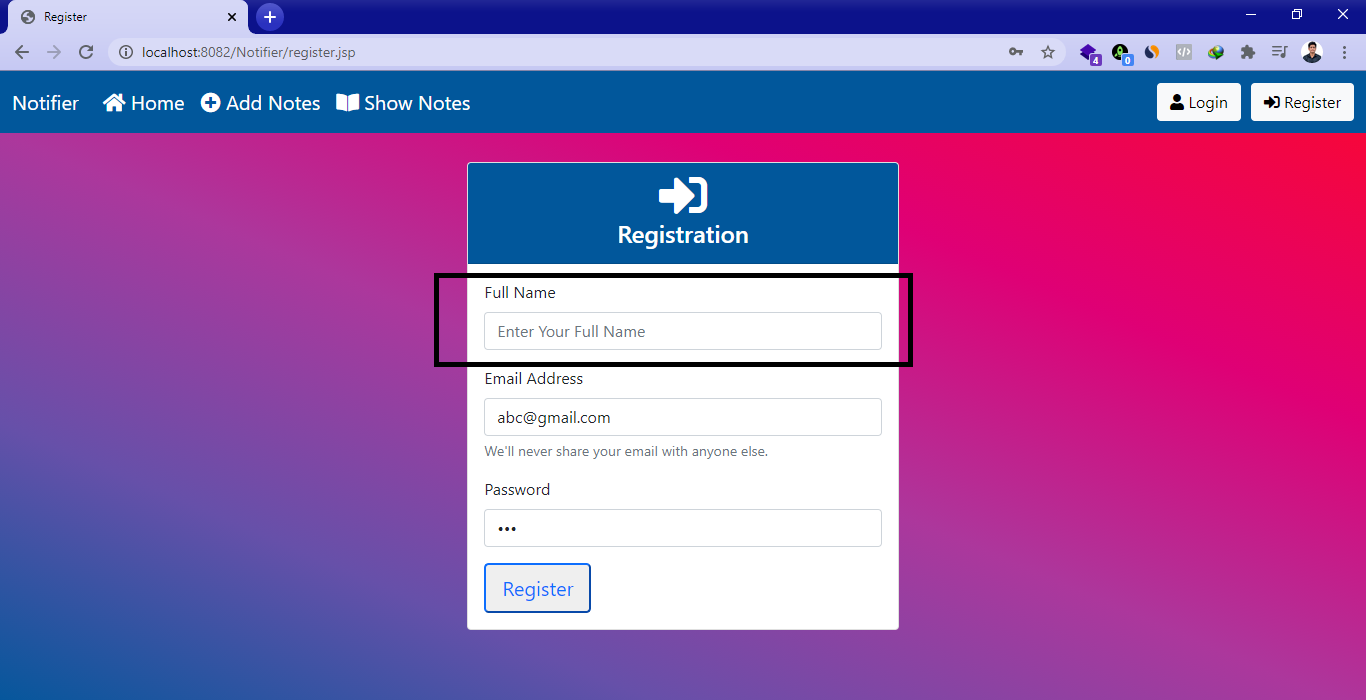 Register
localhost:8082/Notifier/register.jsp
4
0
Notifier Home Add Notes Show Notes Login Register
Registration
Full Name
Enter Your Full Name
Email Address
abc@gmail.com
We'll never share your email with anyone else.
Password
•••
Register